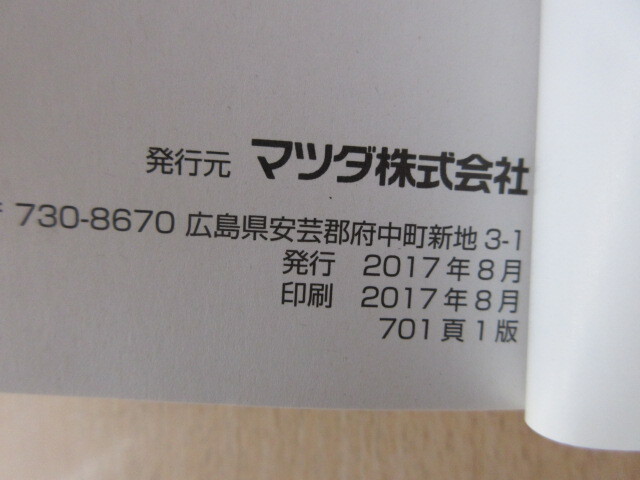 発行元 マツダ株式会社
〒730-8670 広島県安芸郡府中町新地 3-1
発行 2017年8月
印刷 2017年8月
701頁1版